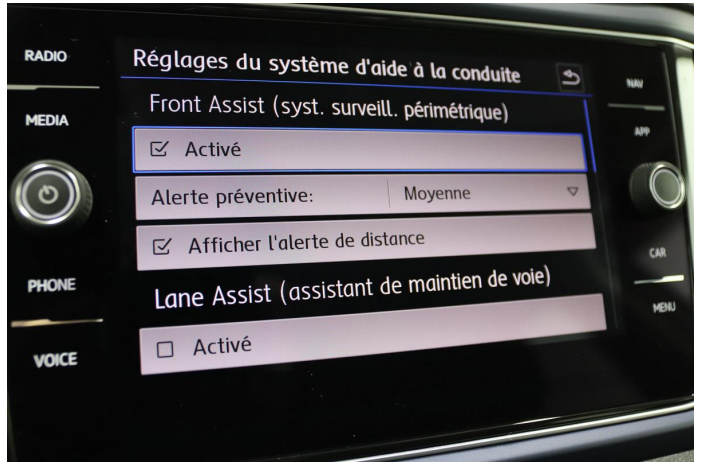 RADIO
MEDIA
PHONE
VOICE
Réglages du système d'aide à la conduite
Front Assist (syst. surveill. périmétrique)
Activé
Alerte préventive: Moyenne
Afficher l'alerte de distance
Lane Assist (assistant de maintien de voie)
Activé
NAV
APP
CAR
MENU